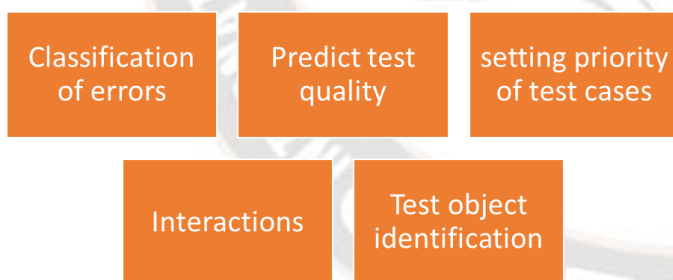 Classification
of errors
Predict test
quality
setting priority
of test cases
Interactions
Test object
identification